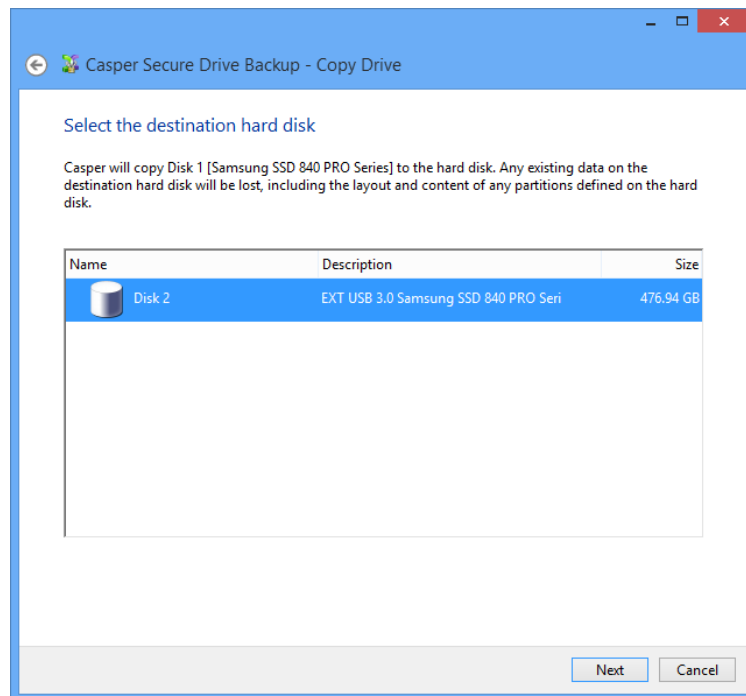 Casper Secure Drive Backup - Copy Drive
Select the destination hard disk
Casper will copy Disk 1 [Samsung SSD 840 PRO Series] to the hard disk. Any existing data on the
destination hard disk will be lost, including the layout and content of any partitions defined on the hard
disk.
Name Description Size
Disk 2 EXT USB 3.0 Samsung SSD 840 PRO Seri 476.94 GB
Next Cancel